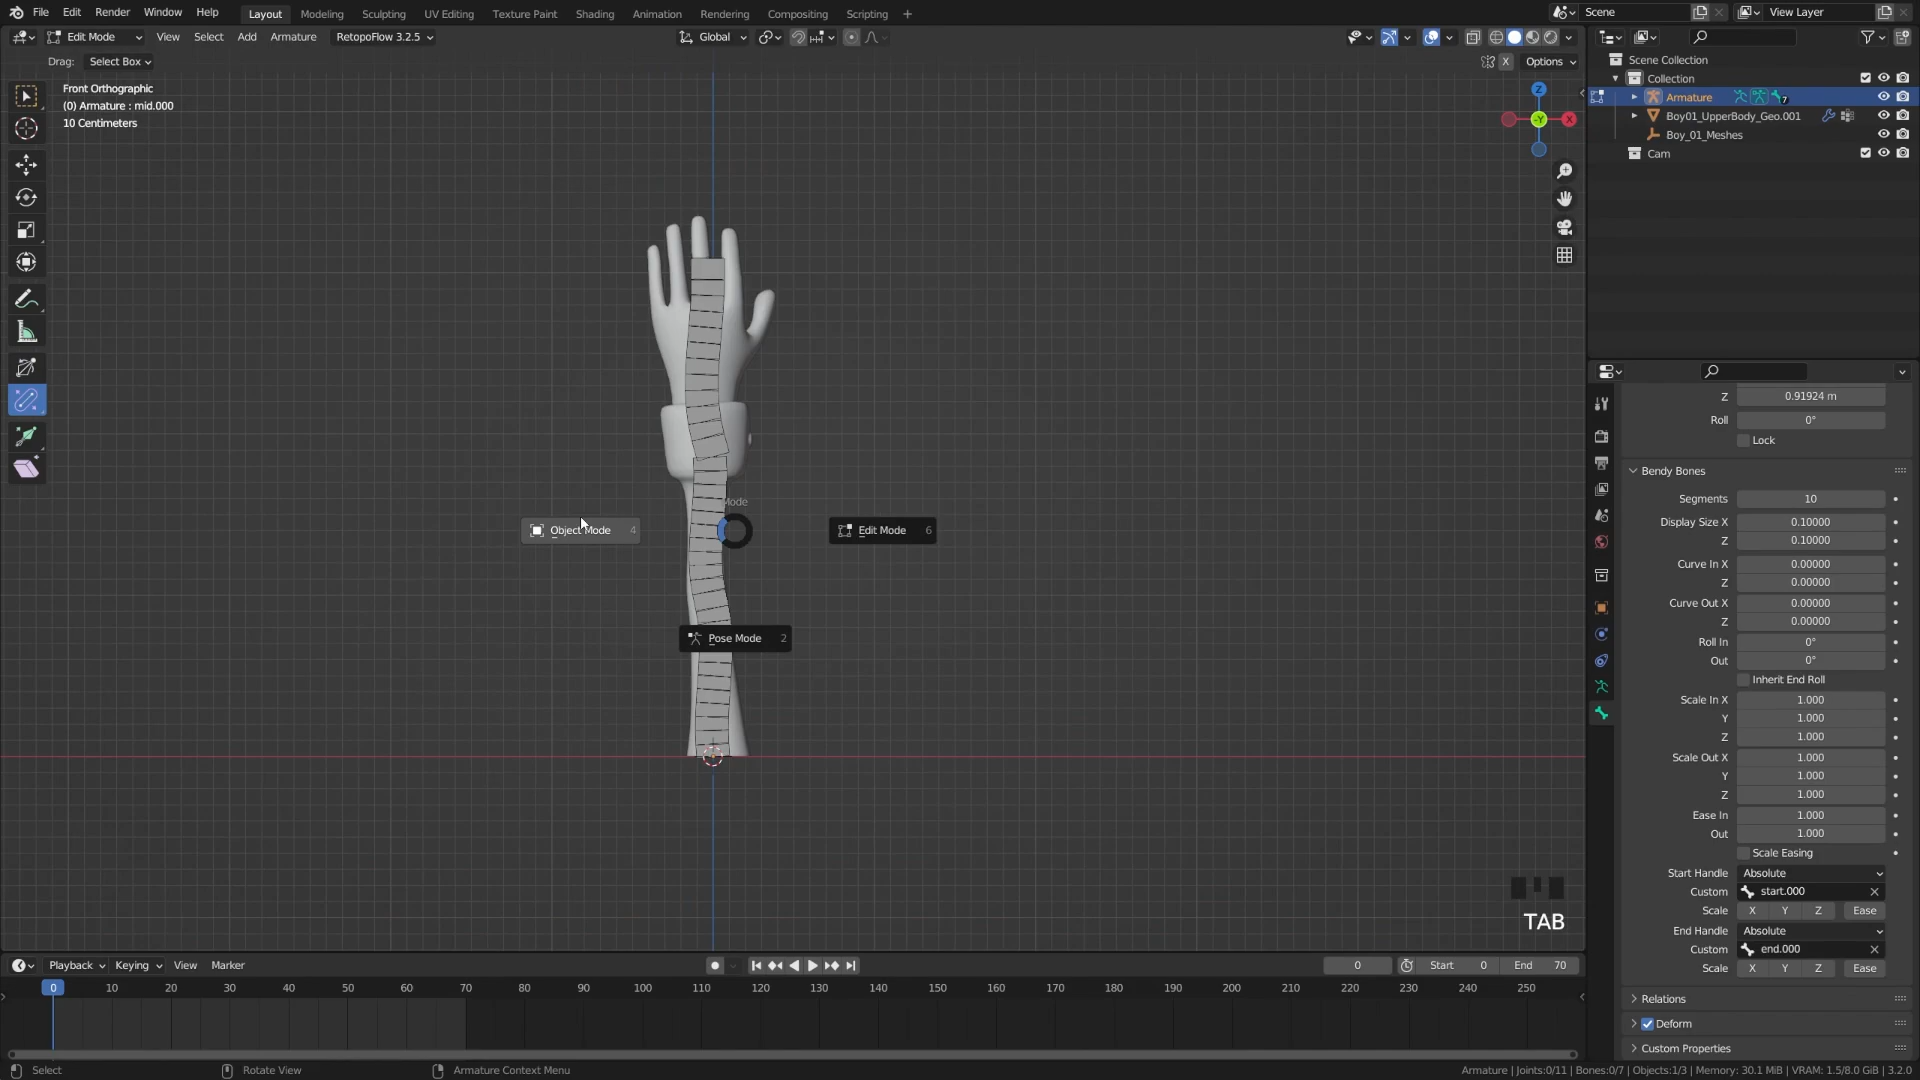 File Edit Render Window Help Layout Modeling Sculpting UV Editing Texture Paint Shading Animation Rendering Compositing Scripting + Scene View Layer
Edit Mode View Select Add Armature RetopoFlow 3.2.5 Global
Drag: Select Box X Options
Front Orthographic
(0) Armature : mid.000
10 Centimeters
Z
-Y
X
Scene Collection
Collection
Armature 7
Boy01_UpperBody_Geo.001
Boy_01_Meshes
Cam
Mode
Object Mode 4
Edit Mode 6
Pose Mode 2
TAB
Z 0.91924 m
Roll 0°
Lock
Bendy Bones
Segments 10
Display Size X 0.10000
Z 0.10000
Curve In X 0.00000
Z 0.00000
Curve Out X 0.00000
Z 0.00000
Roll In 0°
Out 0°
Inherit End Roll
Scale In X 1.000
Y 1.000
Z 1.000
Scale Out X 1.000
Y 1.000
Z 1.000
Ease In 1.000
Out 1.000
Scale Easing
Start Handle Absolute
Custom start.000
Scale X Y Z Ease
End Handle Absolute
Custom end.000
Scale X Y Z Ease
Relations
Deform
Custom Properties
Playback Keying View Marker 0 Start 0 End 70
0 10 20 30 40 50 60 70 80 90 100 110 120 130 140 150 160 170 180 190 200 210 220 230 240 250
Select Rotate View Armature Context Menu Armature | Joints:0/11 | Bones:0/7 | Objects:1/3 | Memory: 30.1 MiB | VRAM: 1.5/8.0 GiB | 3.2.0